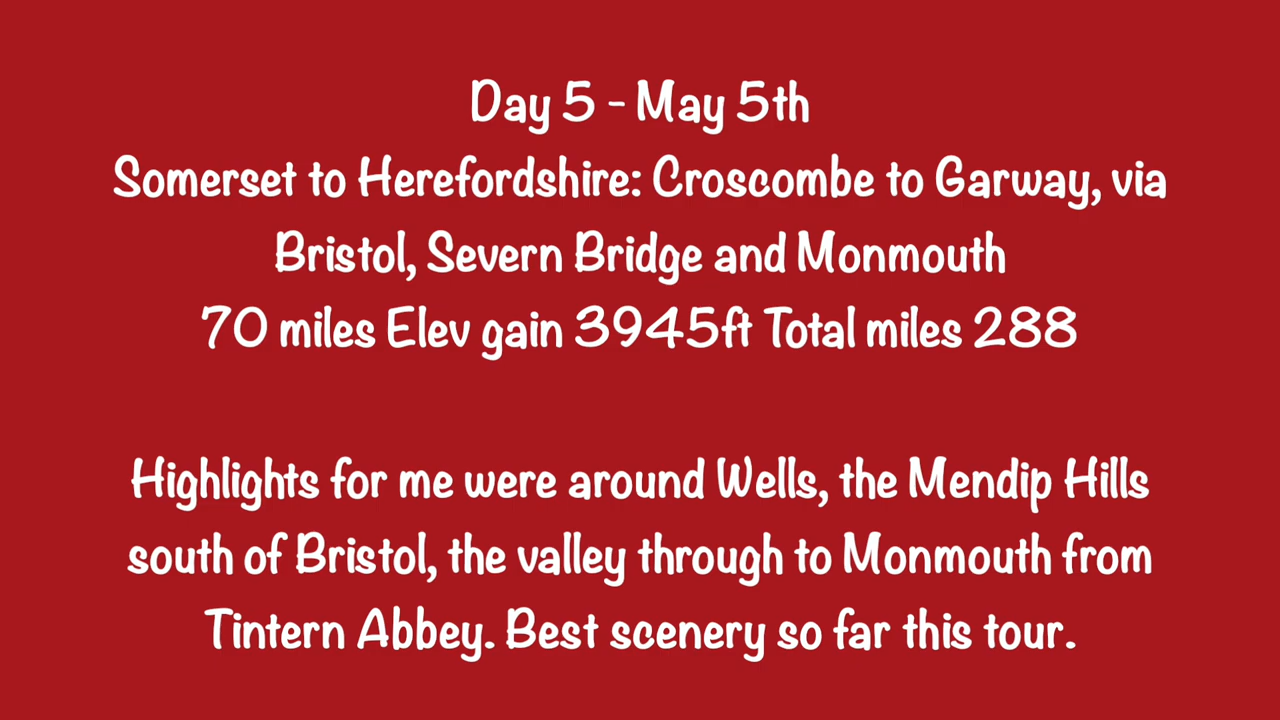 Day 5 - May 5th
Somerset to Herefordshire: Croscombe to Garway, via
Bristol, Severn Bridge and Monmouth
70 miles Elev gain 3945ft Total miles 288
Highlights for me were around Wells, the Mendip Hills
south of Bristol, the valley through to Monmouth from
Tintern Abbey. Best scenery so far this tour.